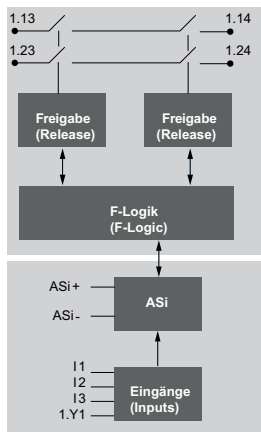 1.13 1.14
1.23 1.24
Freigabe
(Release)
Freigabe
(Release)
F-Logik
(F-Logic)
ASi+
ASi-
ASi
I1
I2
I3
1.Y1
Eingänge
(Inputs)